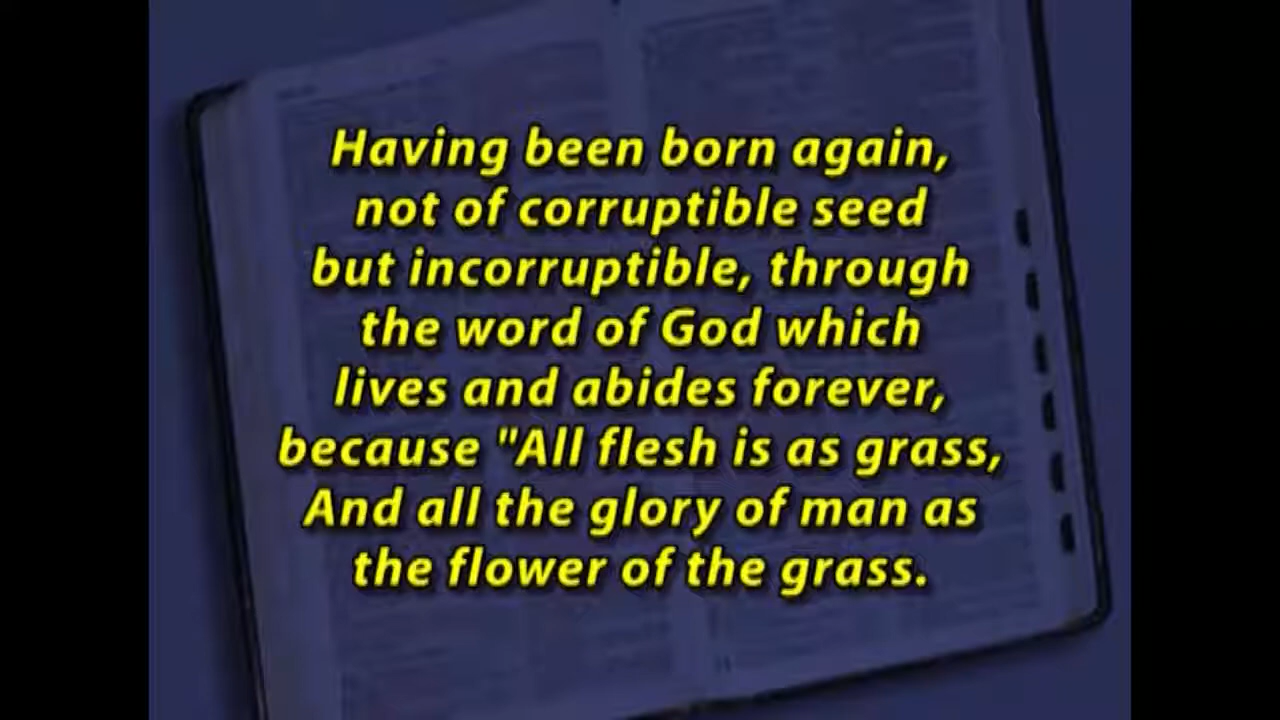 Having been born again,
not of corruptible seed
but incorruptible, through
the word of God which
lives and abides forever,
because "All flesh is as grass,
And all the glory of man as
the flower of the grass.